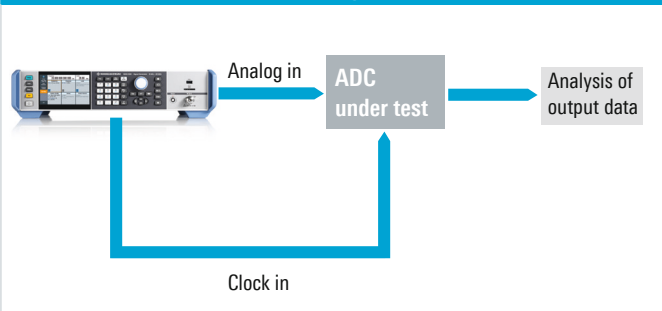 Analog in
ADC
under test
Analysis of
output data
Clock in